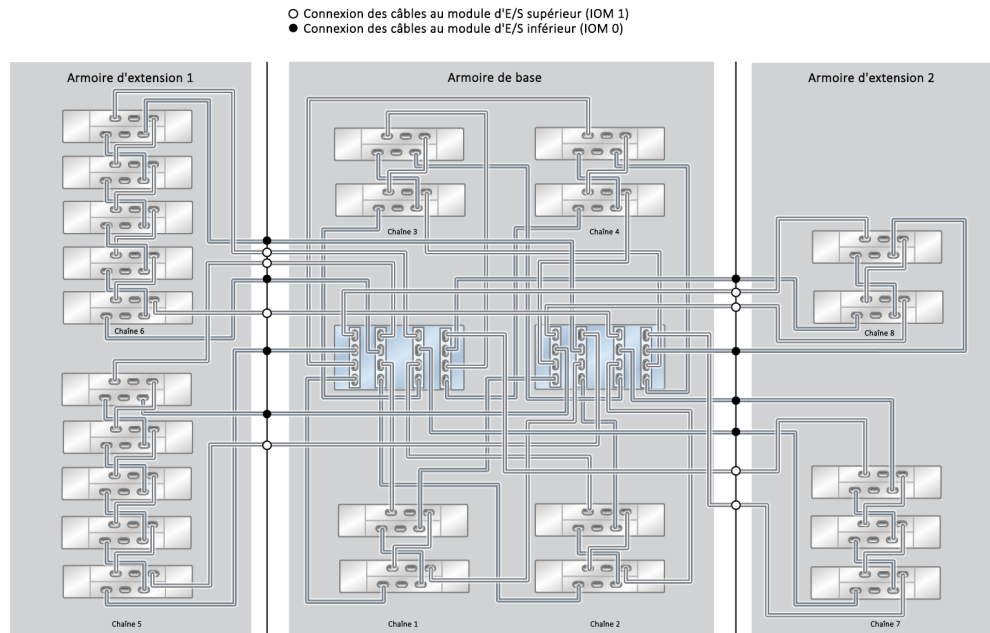 Connexion des câbles au module d'E/S supérieur (IOM 1)
Connexion des câbles au module d'E/S inférieur (IOM 0)
Armoire d'extension 1
Armoire de base
Armoire d'extension 2
Chaîne 3
Chaîne 4
Chaîne 6
Chaîne 8
Chaîne 5
Chaîne 1
Chaîne 2
Chaîne 7